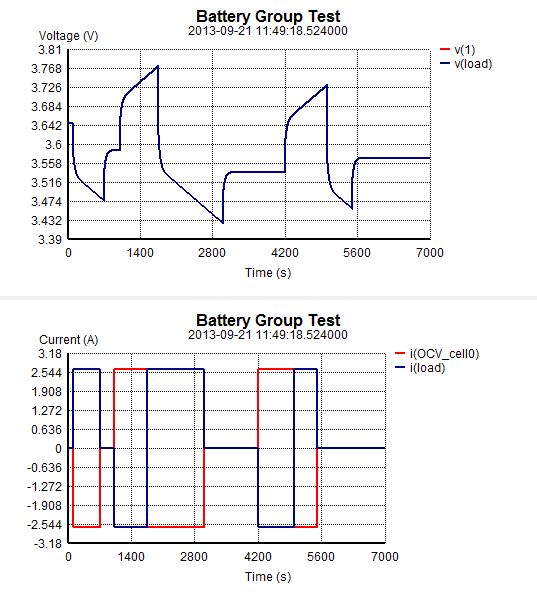 Battery Group Test
2013-09-21 11:49:18.524000
Voltage (V)
v(1)
v(load)
3.81
3.768
3.726
3.684
3.642
3.6
3.558
3.516
3.474
3.432
3.39
0 1400 2800 4200 5600 7000
Time (s)
Battery Group Test
2013-09-21 11:49:18.524000
Current (A)
i(OCV_cell0)
i(load)
3.18
2.544
1.908
1.272
0.636
0
-0.636
-1.272
-1.908
-2.544
-3.18
0 1400 2800 4200 5600 7000
Time (s)